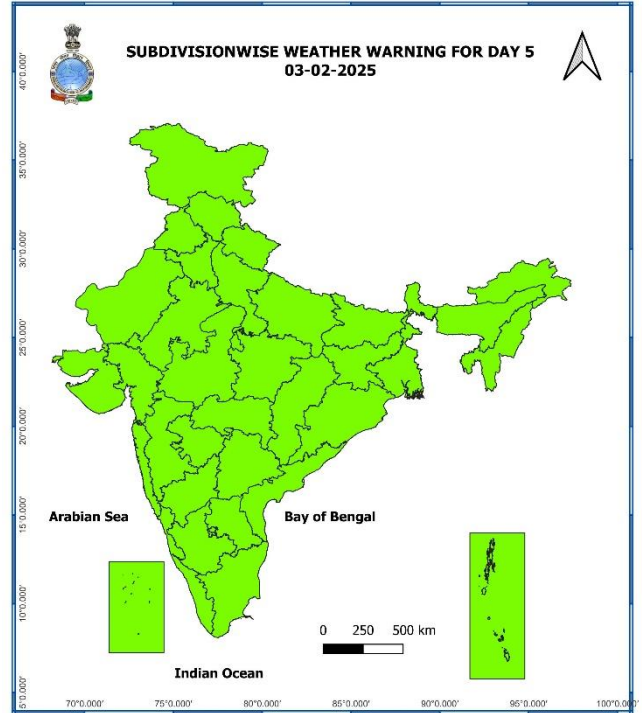 SUBDIVISIONWISE WEATHER WARNING FOR DAY 5
03-02-2025
40°0.000'
35°0.000'
30°0.000'
25°0.000'
20°0.000'
15°0.000'
10°0.000'
5°0.000'
Arabian Sea
Bay of Bengal
0 250 500 km
Indian Ocean
70°0.000' 75°0.000' 80°0.000' 85°0.000' 90°0.000' 95°0.000' 100°0.000'